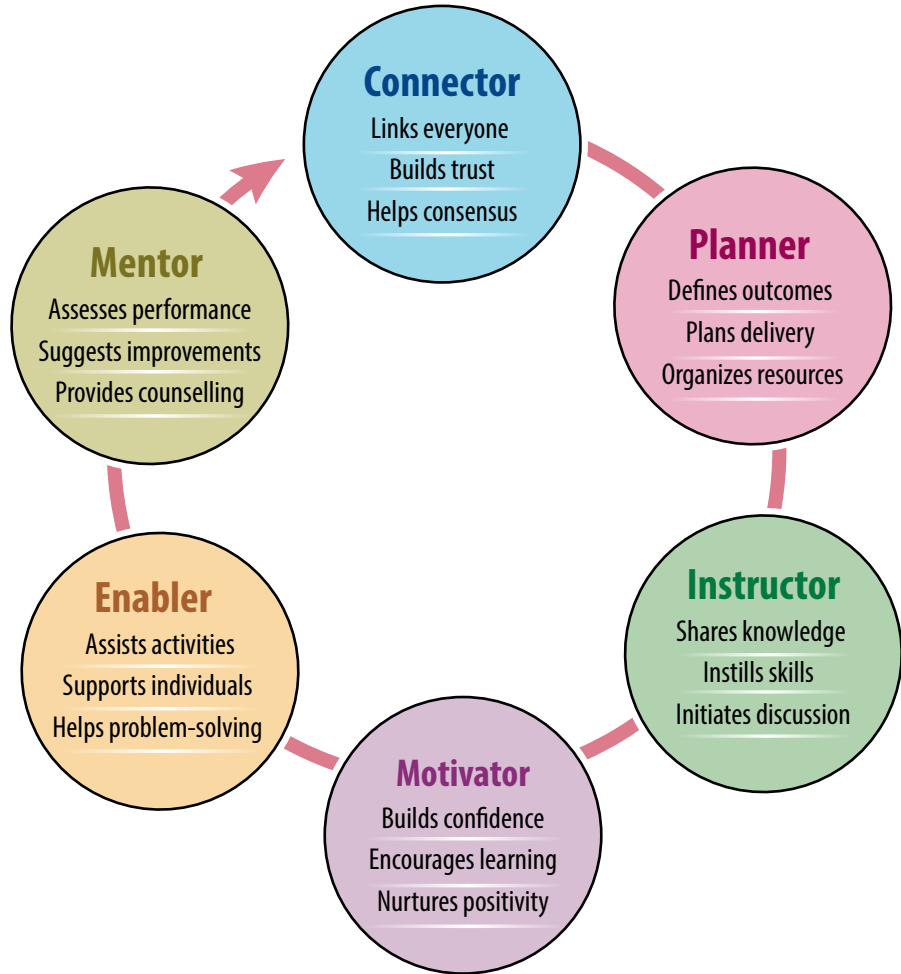 Connector
Links everyone
Builds trust
Helps consensus
Planner
Defines outcomes
Plans delivery
Organizes resources
Instructor
Shares knowledge
Instills skills
Initiates discussion
Motivator
Builds confidence
Encourages learning
Nurtures positivity
Enabler
Assists activities
Supports individuals
Helps problem-solving
Mentor
Assesses performance
Suggests improvements
Provides counselling